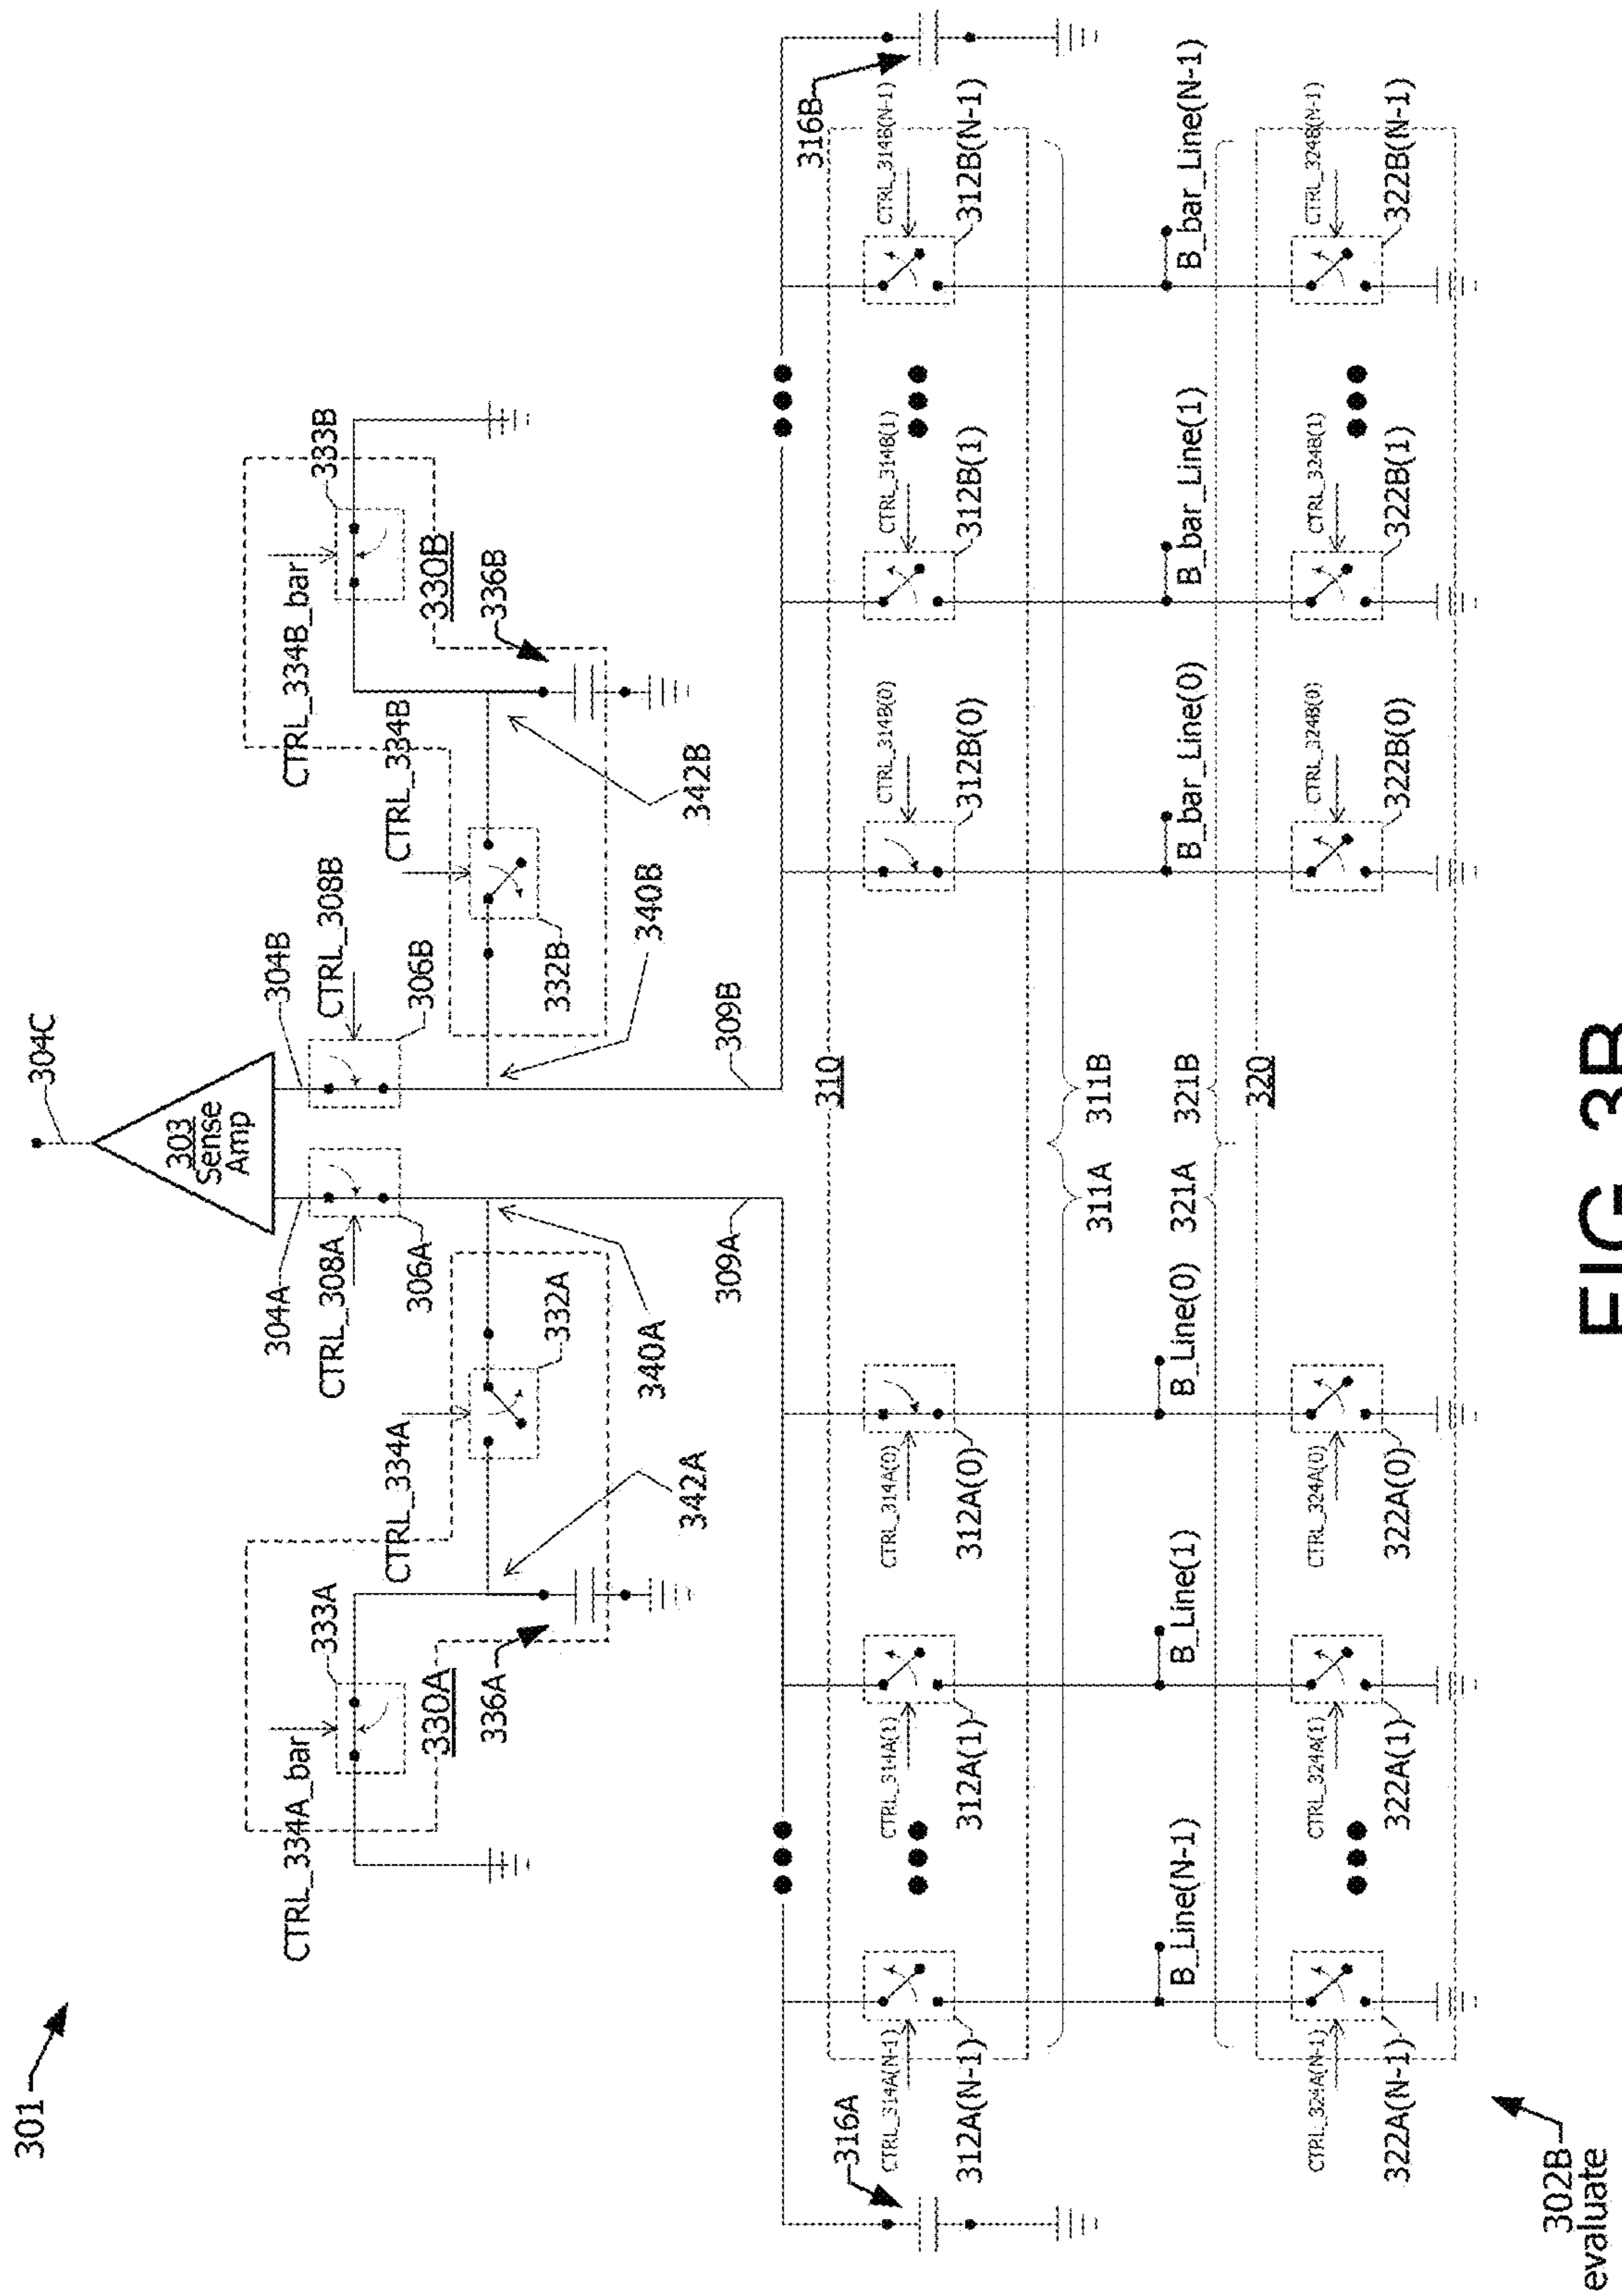 301
304C
303
Sense
Amp
304A
304B
CTRL_308A
CTRL_308B
306A
306B
CTRL_334A_bar
333A
CTRL_334B_bar
333B
CTRL_334A
CTRL_334B
330A
330B
336A
336B
332A
332B
342A
340A
340B
342B
309A
309B
316A
310
316B
CTRL_314A(N-1)
CTRL_314A(1)
CTRL_314A(0)
CTRL_314B(0)
CTRL_314B(1)
CTRL_314B(N-1)
312A(N-1)
312A(1)
312A(0)
312B(0)
312B(1)
312B(N-1)
311A
311B
B_Line(N-1)
B_Line(1)
B_Line(0)
321A
321B
B_bar_Line(0)
B_bar_Line(1)
B_bar_Line(N-1)
320
CTRL_324A(N-1)
CTRL_324A(1)
CTRL_324A(0)
CTRL_324B(0)
CTRL_324B(1)
CTRL_324B(N-1)
322A(N-1)
322A(1)
322A(0)
322B(0)
322B(1)
322B(N-1)
302B
evaluate
FIG 3B